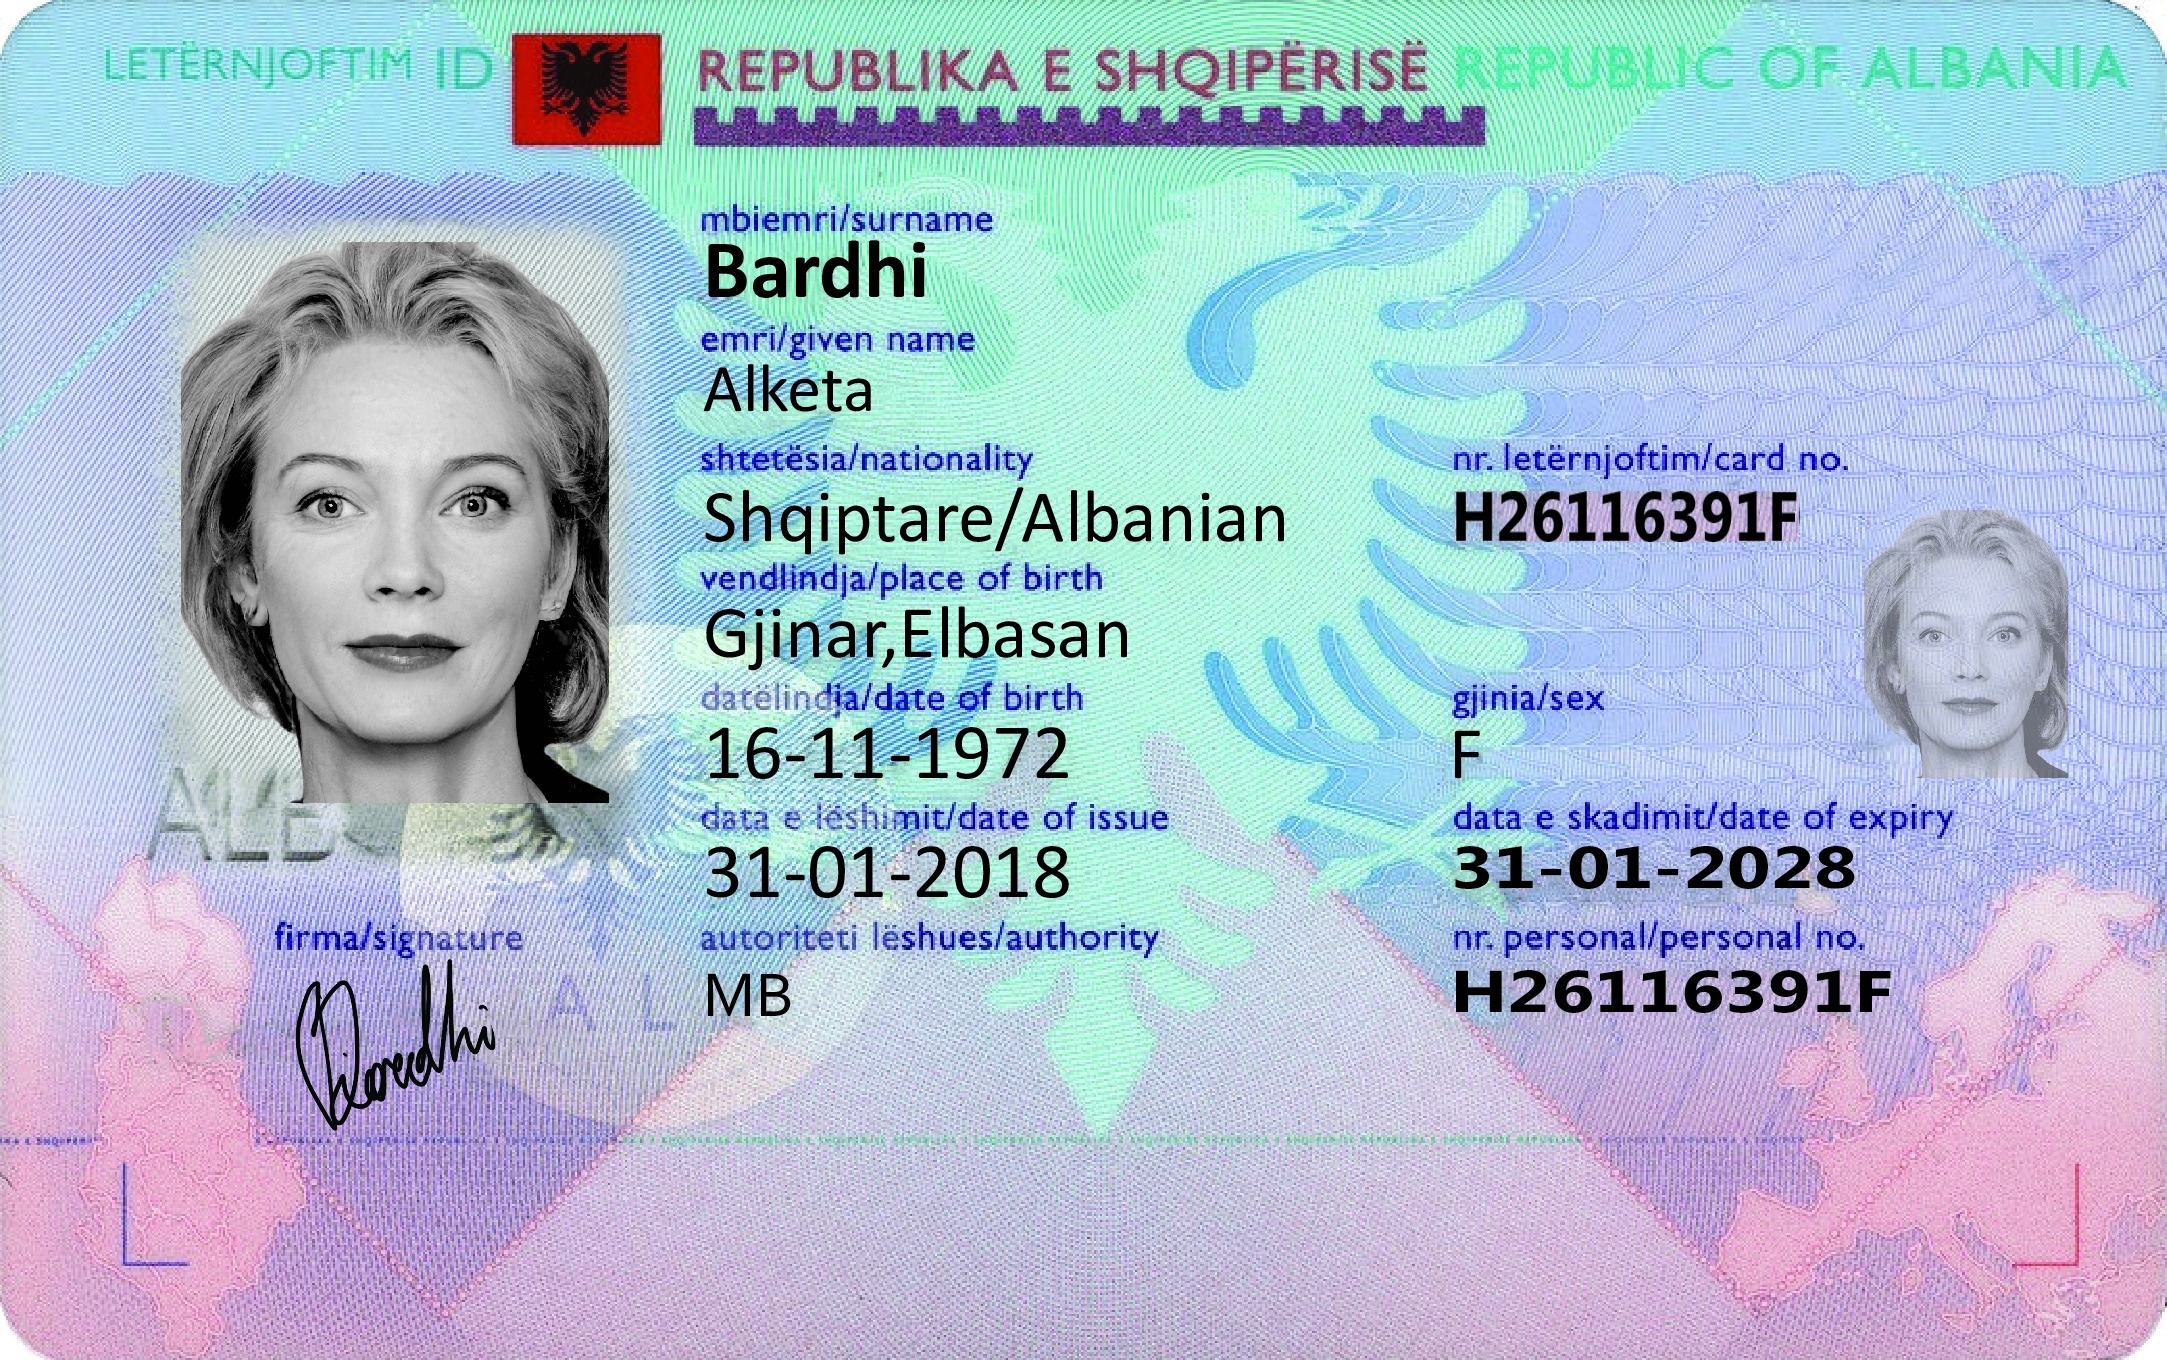 LETËRNJOFTIM ID REPUBLIKA E SHQIPËRISË REPUBLIC OF ALBANIA
mbiemri/surname
Bardhi
emri/given name
Alketa
shtetësia/nationality nr. letërnjoftim/card no.
Shqiptare/Albanian H26116391F
vendlindja/place of birth
Gjinar,Elbasan
datëlindja/date of birth gjinia/sex
16-11-1972 F
data e lëshimit/date of issue data e skadimit/date of expiry
31-01-2018 31-01-2028
firma/signature autoriteti lëshues/authority nr. personal/personal no.
Bardhi MB H26116391F